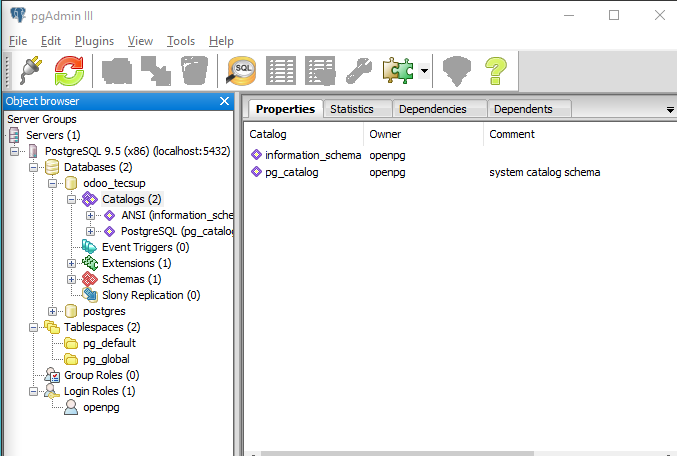 pgAdmin III
File Edit Plugins View Tools Help
SQL
Object browser
Server Groups
Servers (1)
PostgreSQL 9.5 (x86) (localhost:5432)
Databases (2)
odoo_tecsup
Catalogs (2)
ANSI (information_sche
PostgreSQL (pg_catalo
Event Triggers (0)
Extensions (1)
Schemas (1)
Slony Replication (0)
postgres
Tablespaces (2)
pg_default
pg_global
Group Roles (0)
Login Roles (1)
openpg
Properties Statistics Dependencies Dependents
Catalog Owner Comment
information_schema openpg
pg_catalog openpg system catalog schema